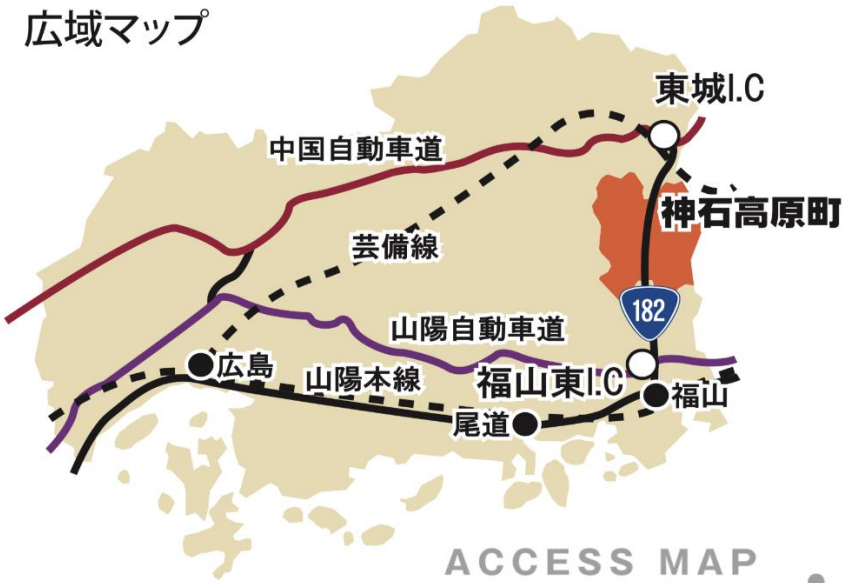 広域マップ
東城I.C
中国自動車道
神石高原町
芸備線
182
山陽自動車道
広島
山陽本線
福山東I.C
福山
尾道
ACCESS MAP